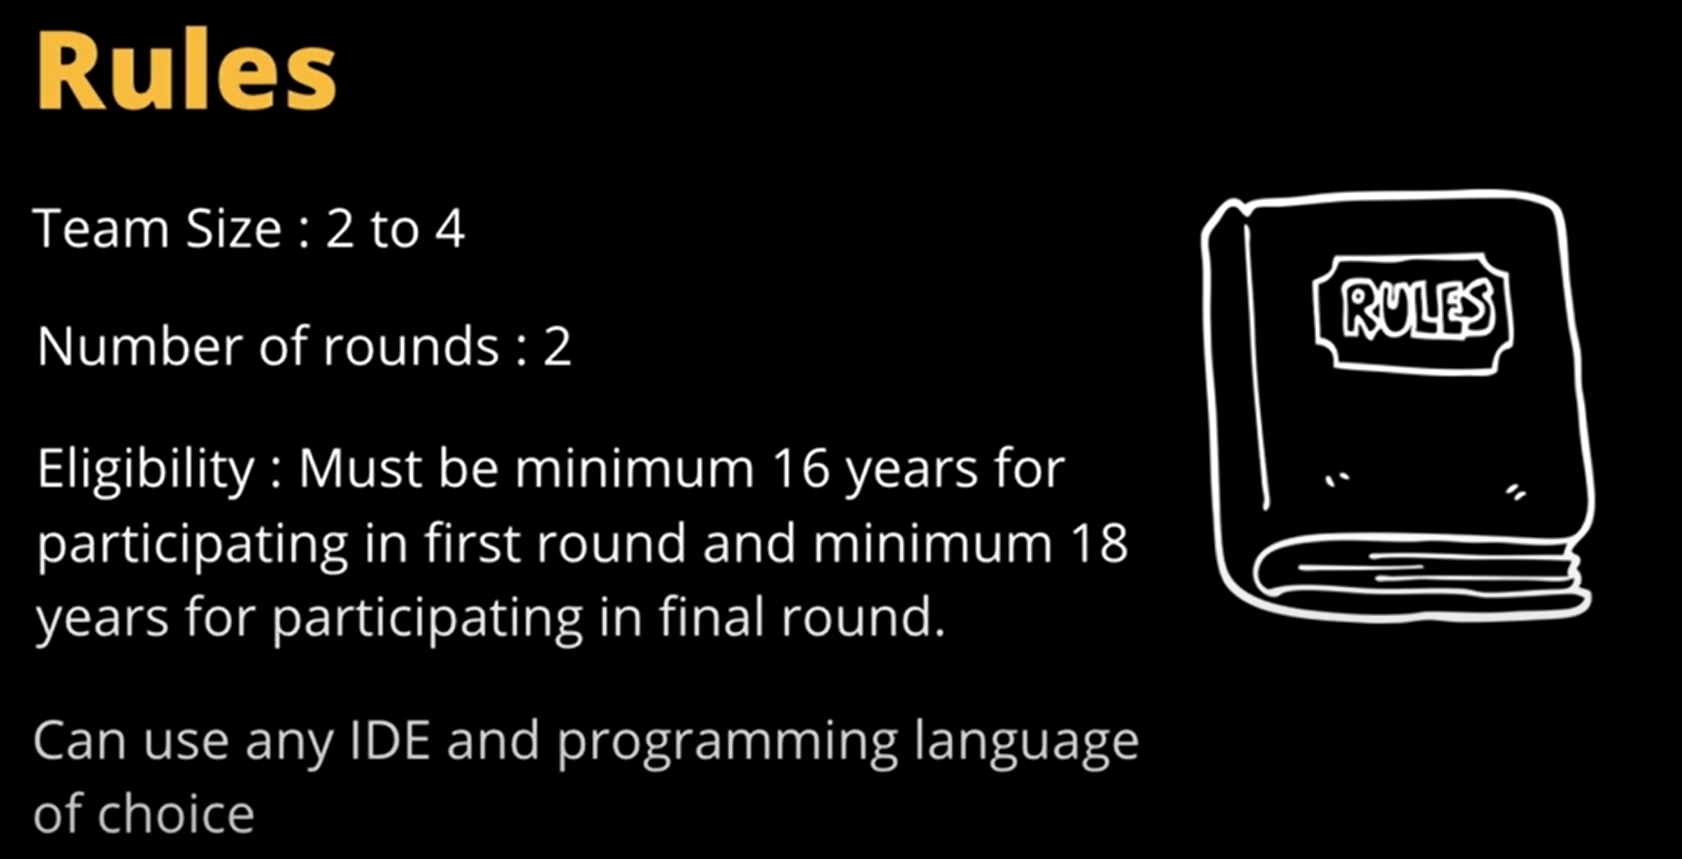 Rules
Team Size : 2 to 4
RULES
Number of rounds : 2
Eligibility : Must be minimum 16 years for
participating in first round and minimum 18
years for participating in final round.
Can use any IDE and programming language
of choice